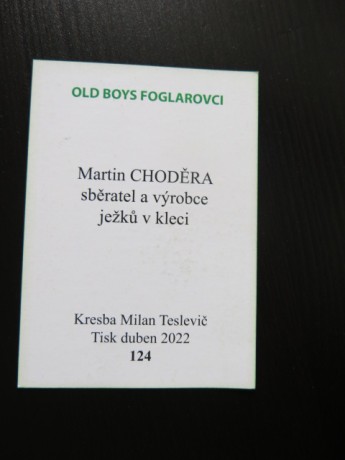 OLD BOYS FOGLAROVCI
Martin CHODĚRA
sběratel a výrobce
ježků v kleci
Kresba Milan Teslevič
Tisk duben 2022
124